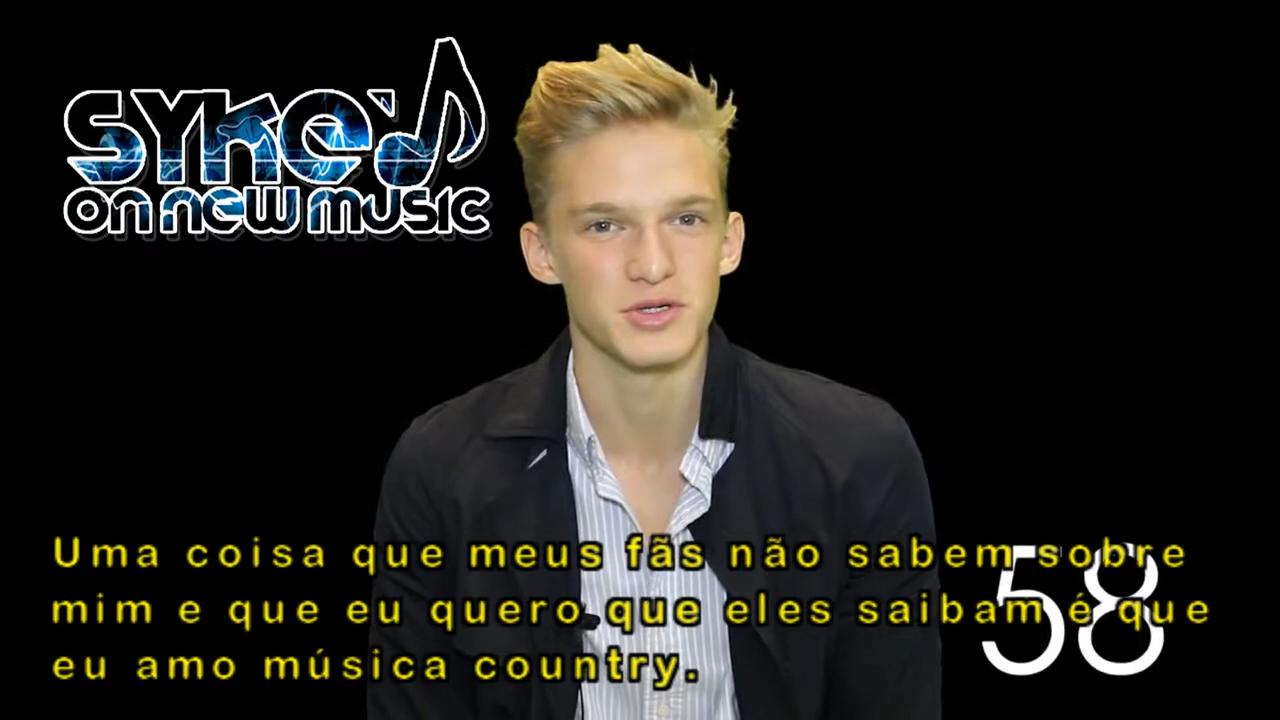 SYKO
ON NEW MUSIC
Uma coisa que meus fãs não sabem sobre
mim e que eu quero que eles saibam é que
eu amo música country.
58